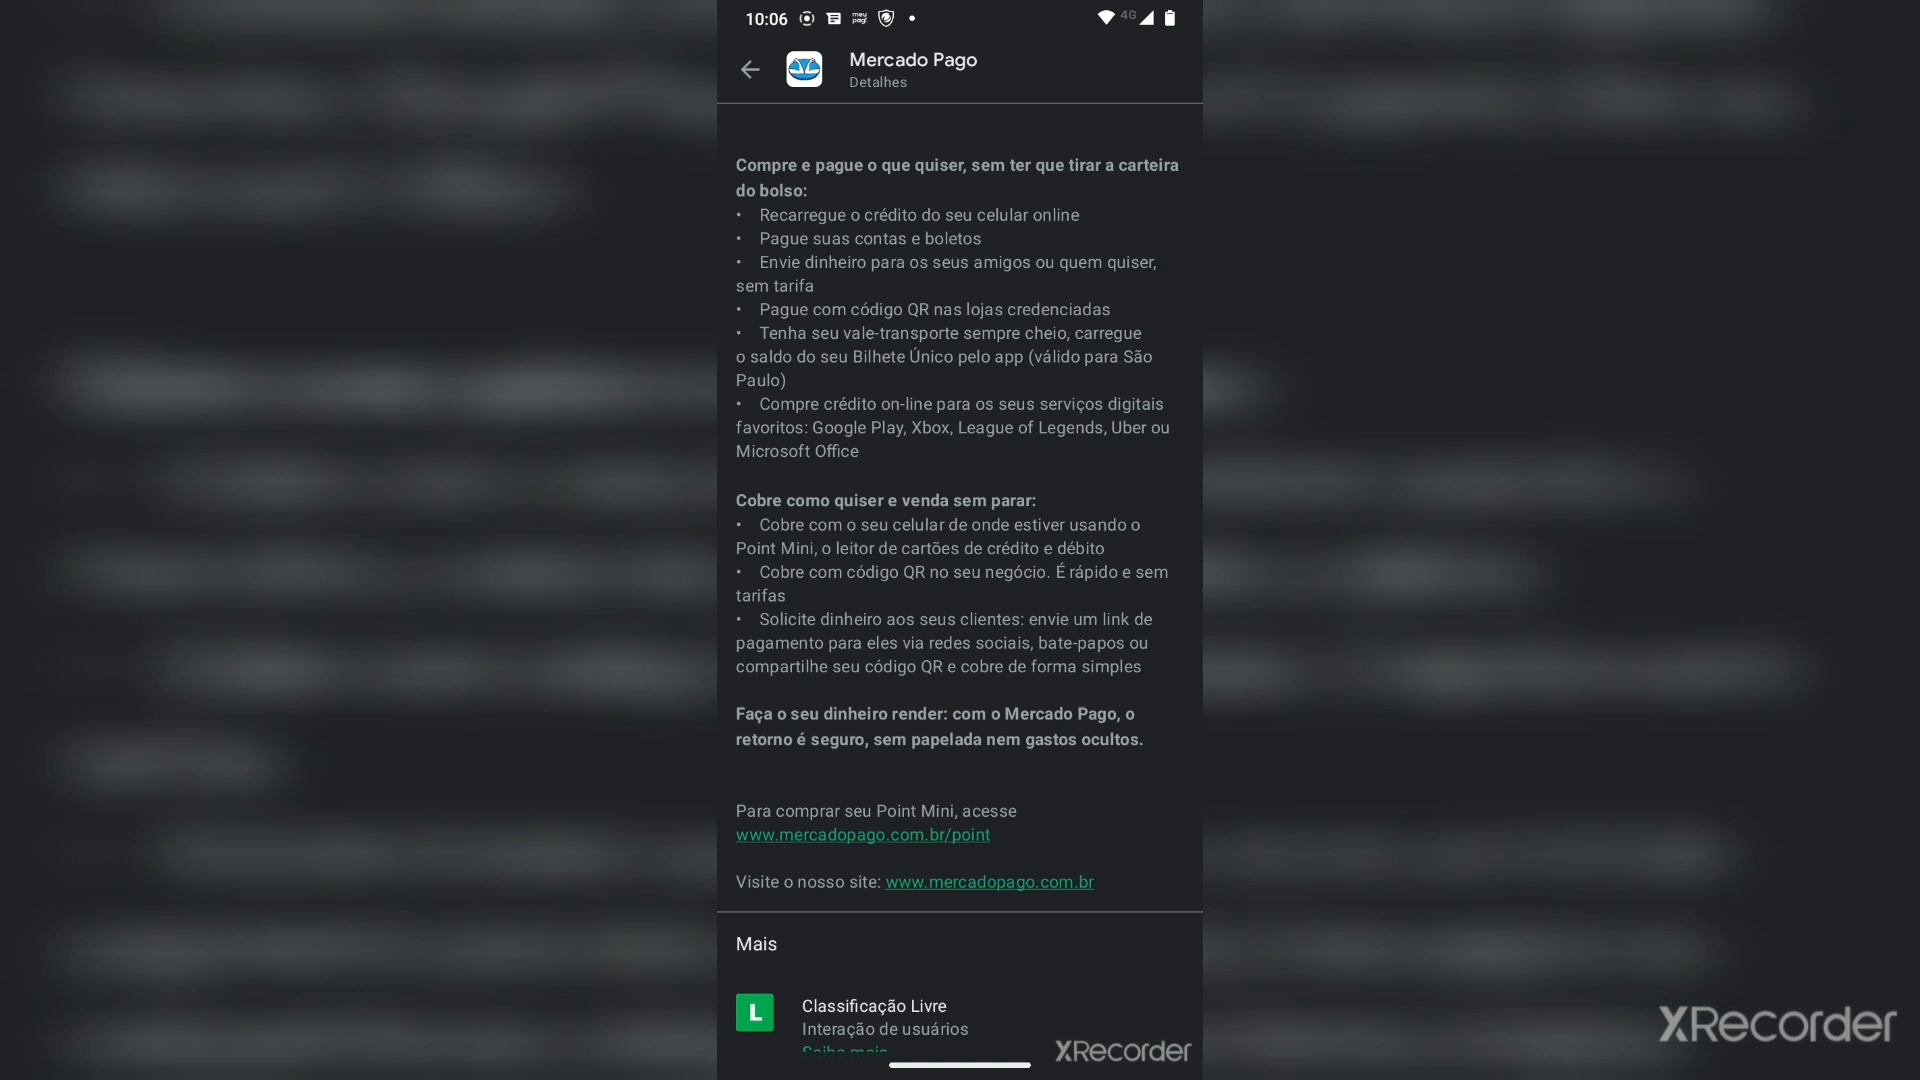 10:06
meu
pag!
4G
Mercado Pago
Detalhes
Compre e pague o que quiser, sem ter que tirar a carteira
do bolso:
• Recarregue o crédito do seu celular online
• Pague suas contas e boletos
• Envie dinheiro para os seus amigos ou quem quiser,
sem tarifa
• Pague com código QR nas lojas credenciadas
• Tenha seu vale-transporte sempre cheio, carregue
o saldo do seu Bilhete Único pelo app (válido para São
Paulo)
• Compre crédito on-line para os seus serviços digitais
favoritos: Google Play, Xbox, League of Legends, Uber ou
Microsoft Office
Cobre como quiser e venda sem parar:
• Cobre com o seu celular de onde estiver usando o
Point Mini, o leitor de cartões de crédito e débito
• Cobre com código QR no seu negócio. É rápido e sem
tarifas
• Solicite dinheiro aos seus clientes: envie um link de
pagamento para eles via redes sociais, bate-papos ou
compartilhe seu código QR e cobre de forma simples
Faça o seu dinheiro render: com o Mercado Pago, o
retorno é seguro, sem papelada nem gastos ocultos.
Para comprar seu Point Mini, acesse
www.mercadopago.com.br/point
Visite o nosso site: www.mercadopago.com.br
Mais
L
Classificação Livre
Interação de usuários
Saiba mais
XRecorder
XRecorder